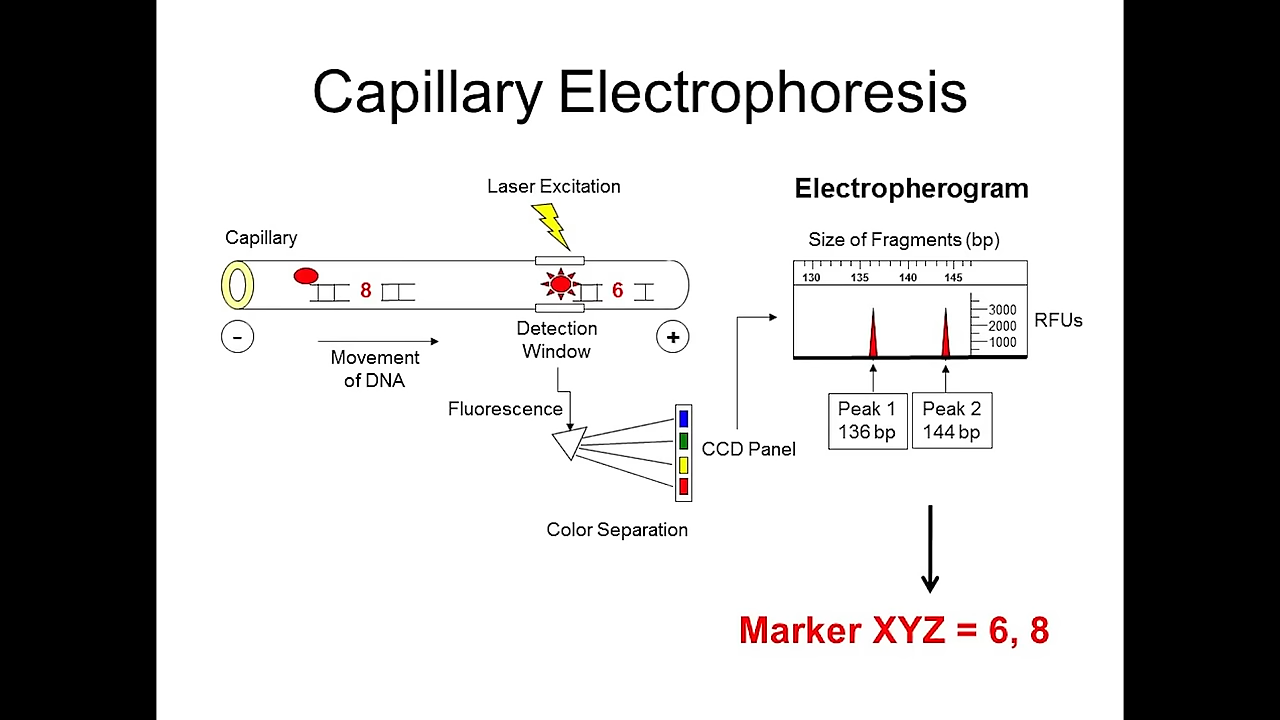 Capillary Electrophoresis
Laser Excitation
Capillary
8
6
-
+
Movement
of DNA
Detection
Window
Fluorescence
CCD Panel
Color Separation
Electropherogram
Size of Fragments (bp)
130 135 140 145
3000
2000
1000
RFUs
Peak 1
136 bp
Peak 2
144 bp
Marker XYZ = 6, 8